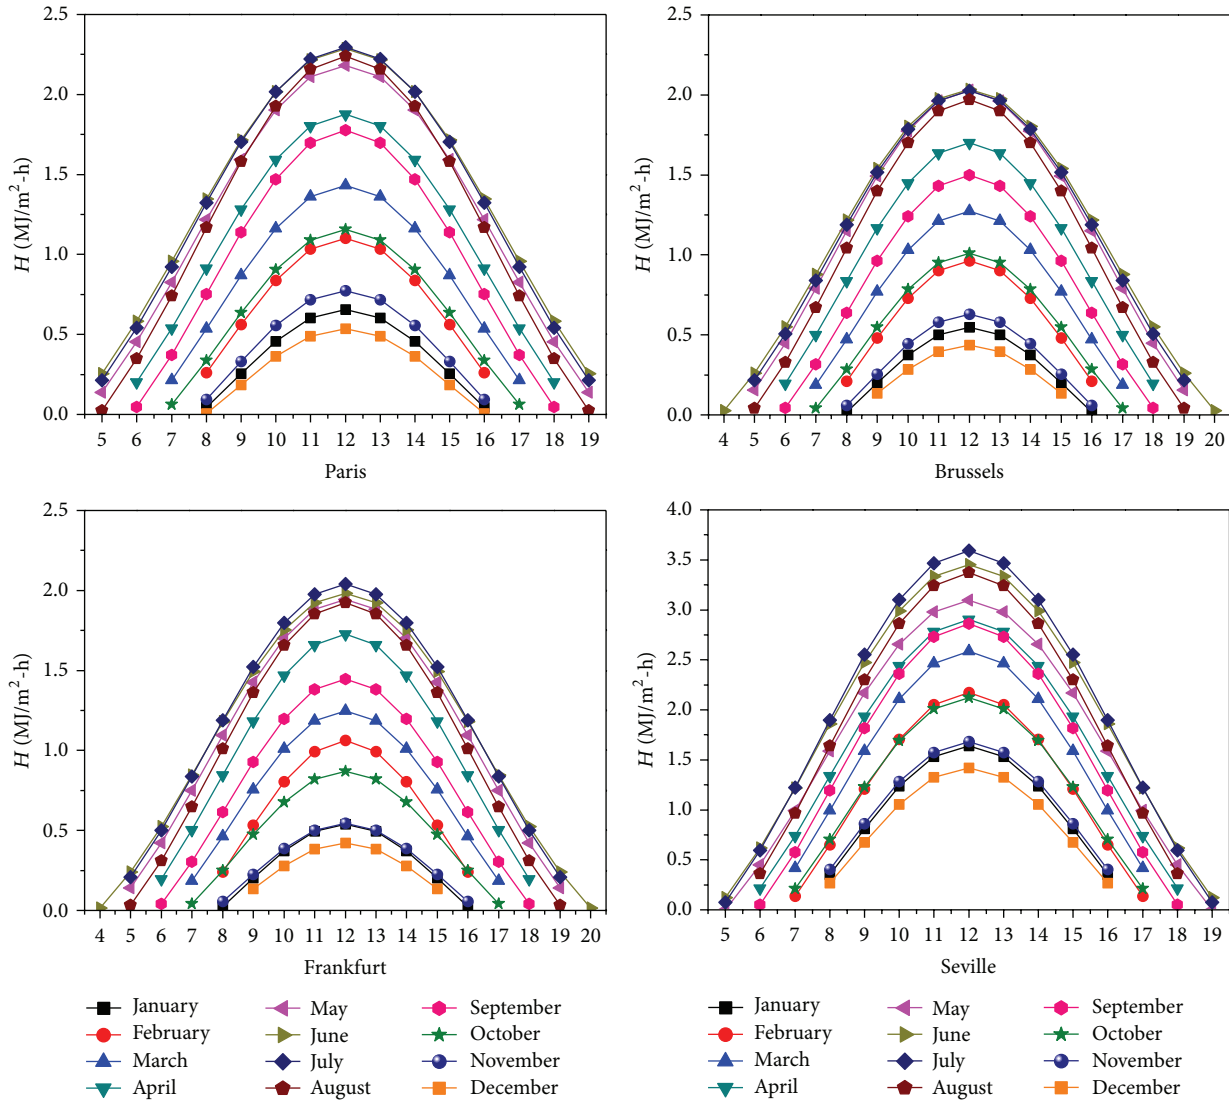 2.5
2.0
1.5
1.0
0.5
0.0
H (MJ/m²-h)
5 6 7 8 9 10 11 12 13 14 15 16 17 18 19
Paris
2.5
2.0
1.5
1.0
0.5
0.0
H (MJ/m²-h)
4 5 6 7 8 9 10 11 12 13 14 15 16 17 18 19 20
Brussels
2.5
2.0
1.5
1.0
0.5
0.0
H (MJ/m²-h)
4 5 6 7 8 9 10 11 12 13 14 15 16 17 18 19 20
Frankfurt
4.0
3.5
3.0
2.5
2.0
1.5
1.0
0.5
0.0
H (MJ/m²-h)
5 6 7 8 9 10 11 12 13 14 15 16 17 18 19
Seville
January
February
March
April
May
June
July
August
September
October
November
December
January
February
March
April
May
June
July
August
September
October
November
December